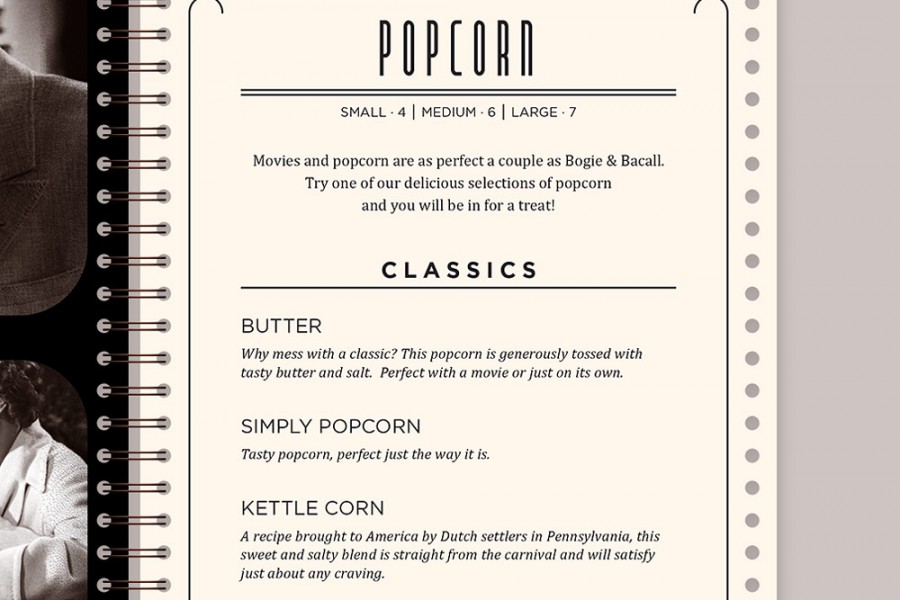 POPCORN
SMALL · 4 | MEDIUM · 6 | LARGE · 7
Movies and popcorn are as perfect a couple as Bogie & Bacall.
Try one of our delicious selections of popcorn
and you will be in for a treat!
CLASSICS
BUTTER
Why mess with a classic? This popcorn is generously tossed with
tasty butter and salt.  Perfect with a movie or just on its own.
SIMPLY POPCORN
Tasty popcorn, perfect just the way it is.
KETTLE CORN
A recipe brought to America by Dutch settlers in Pennsylvania, this
sweet and salty blend is straight from the carnival and will satisfy
just about any craving.